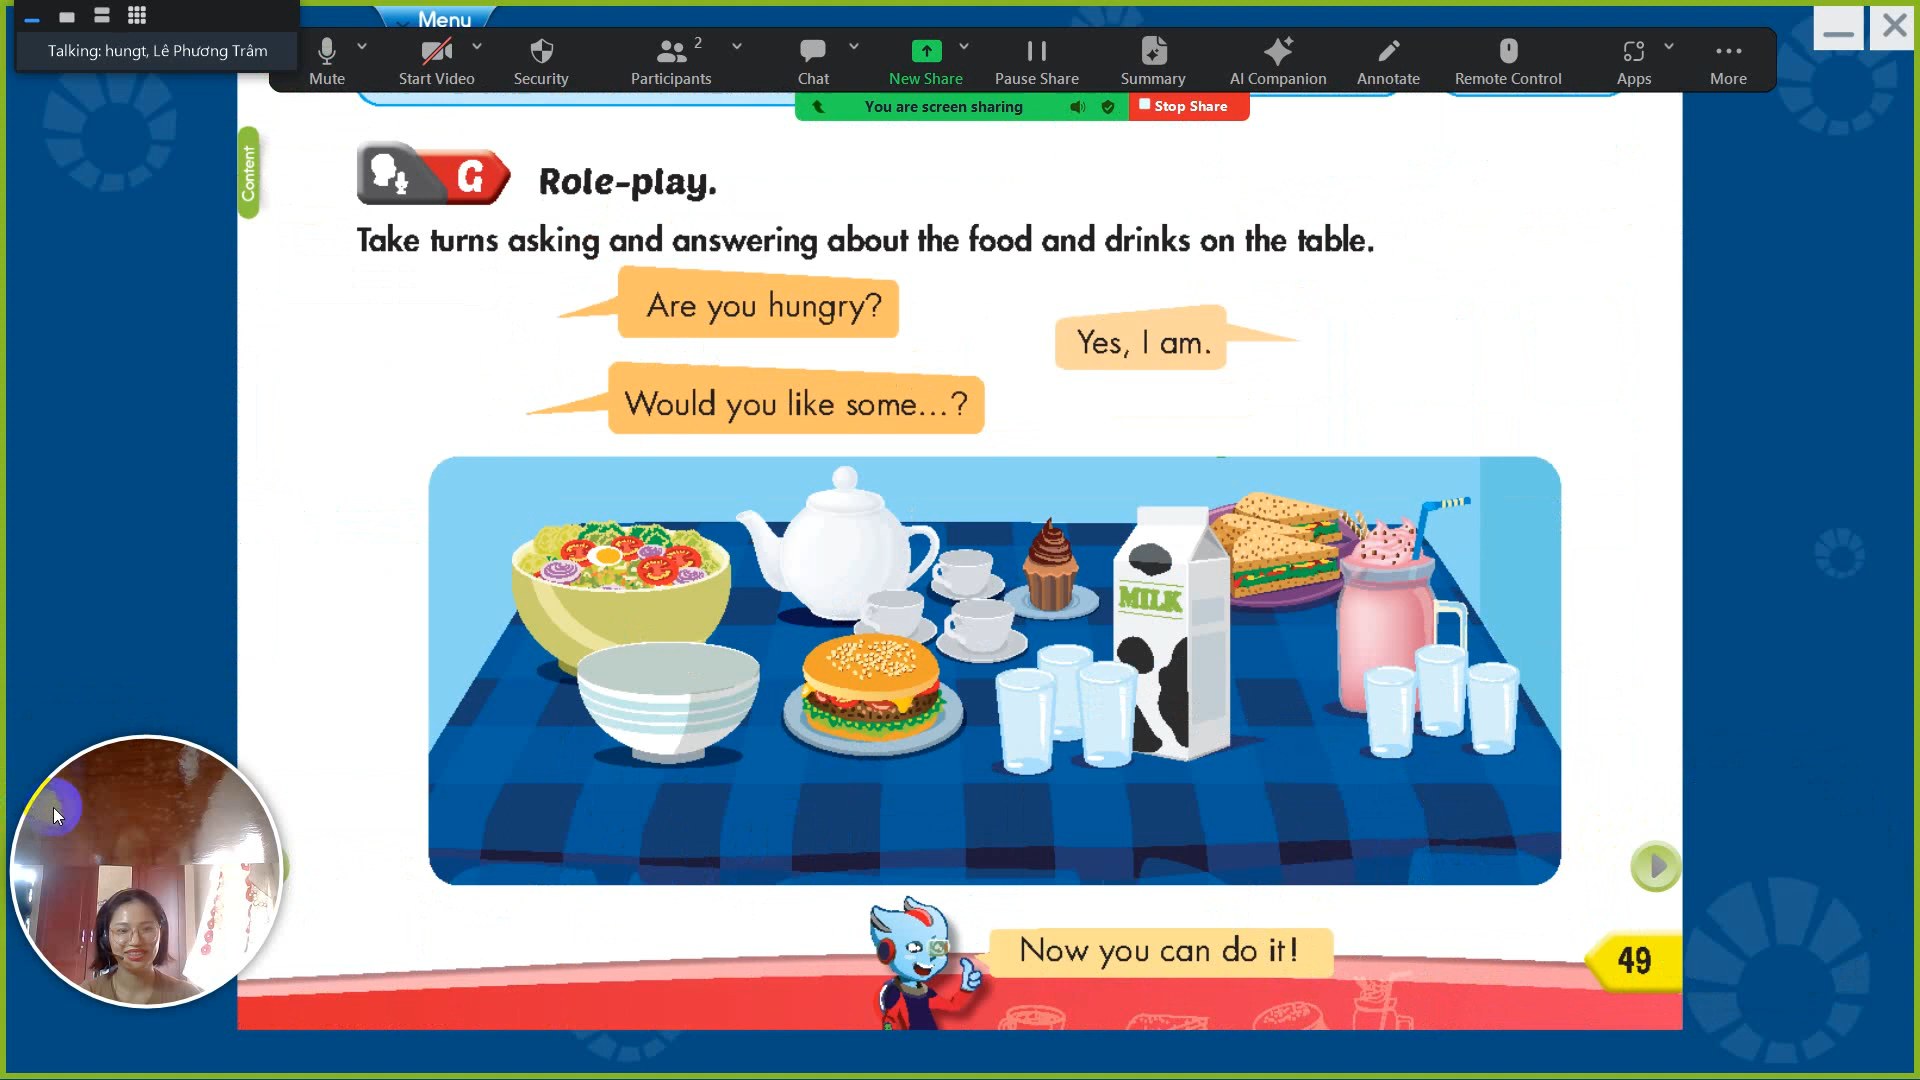 Menu
Talking: hungt, Lê Phương Trâm
Mute
Start Video
Security
Participants
2
Chat
New Share
Pause Share
Summary
AI Companion
Annotate
Remote Control
Apps
More
You are screen sharing
Stop Share
Content
G
Role-play.
Take turns asking and answering about the food and drinks on the table.
Are you hungry?
Yes, I am.
Would you like some...?
MILK
Now you can do it!
49